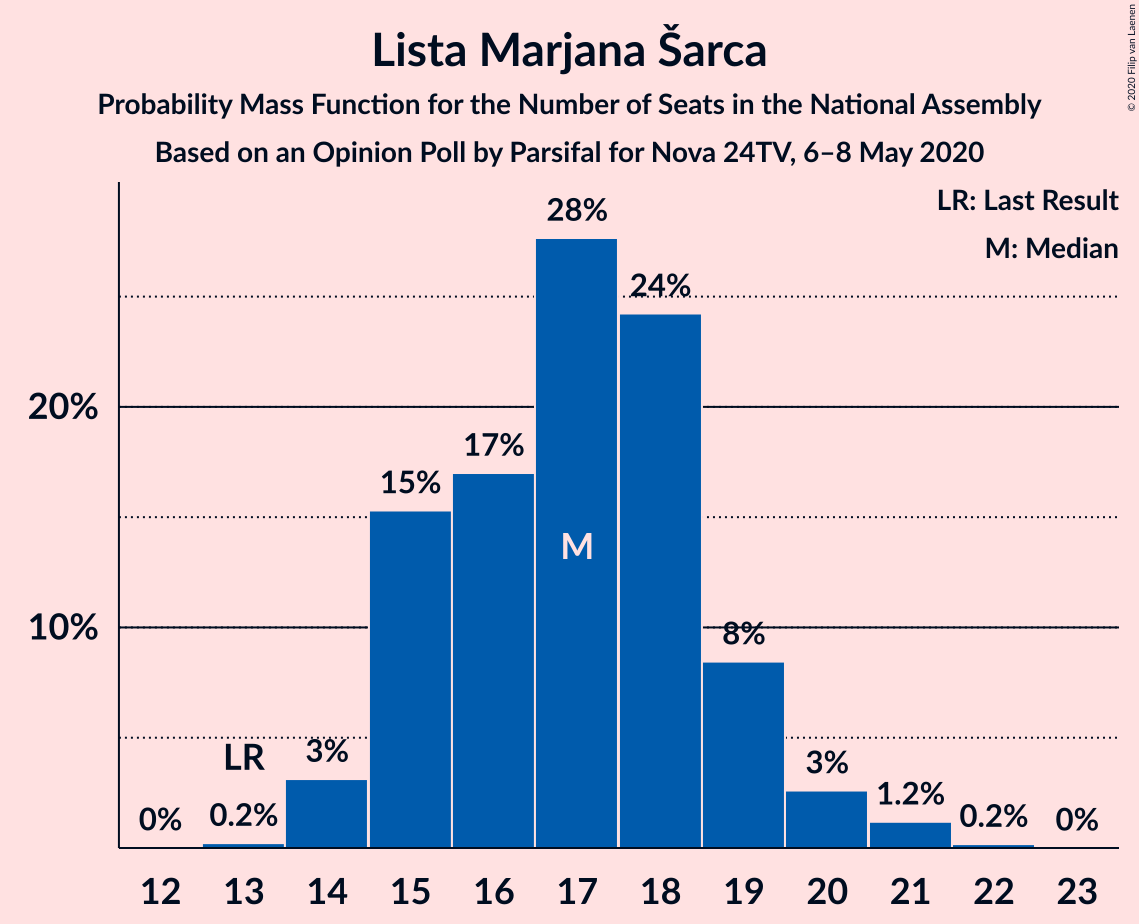 Lista Marjana Šarca
Probability Mass Function for the Number of Seats in the National Assembly
Based on an Opinion Poll by Parsifal for Nova 24TV, 6–8 May 2020
© 2020 Filip van Laenen
LR: Last Result
M: Median
28%
24%
20%
17%
15%
M
10%
8%
LR
3%
3%
1.2%
0%
0.2%
0.2%
0%
12 13 14 15 16 17 18 19 20 21 22 23